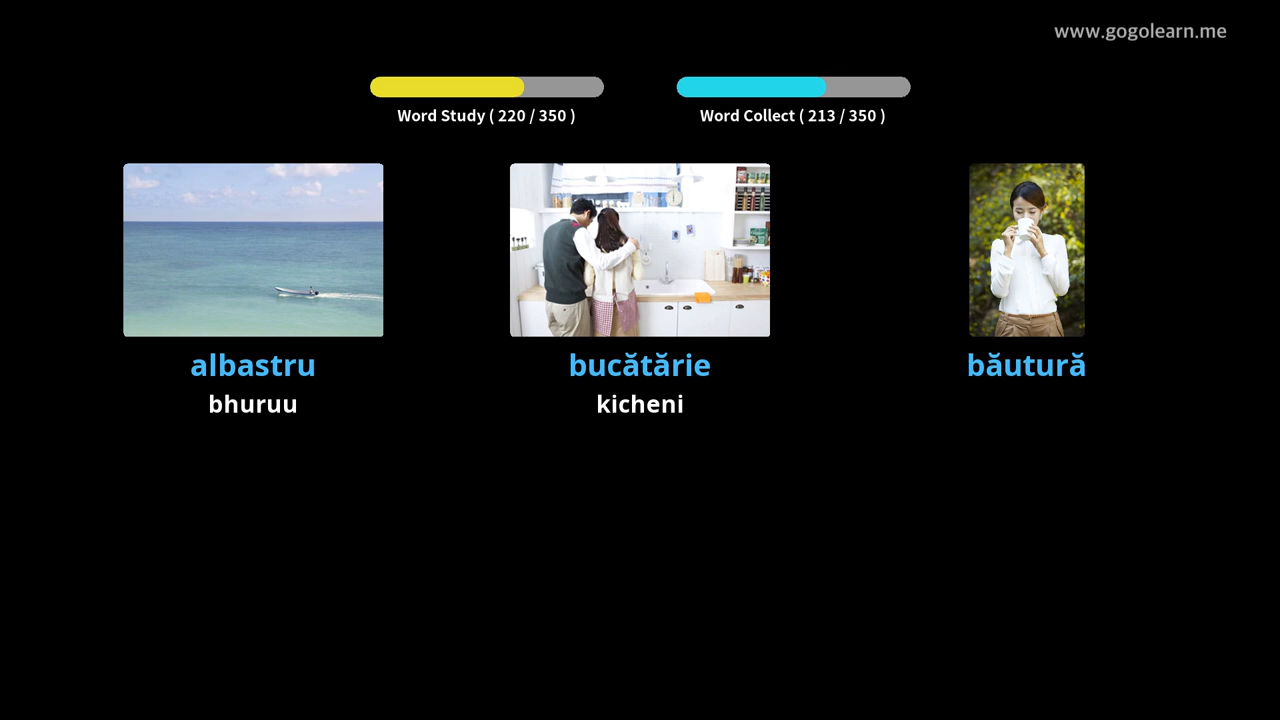 www.gogolearn.me
Word Study ( 220 / 350 )
Word Collect ( 213 / 350 )
albastru
bucătărie
băutură
bhuruu
kicheni